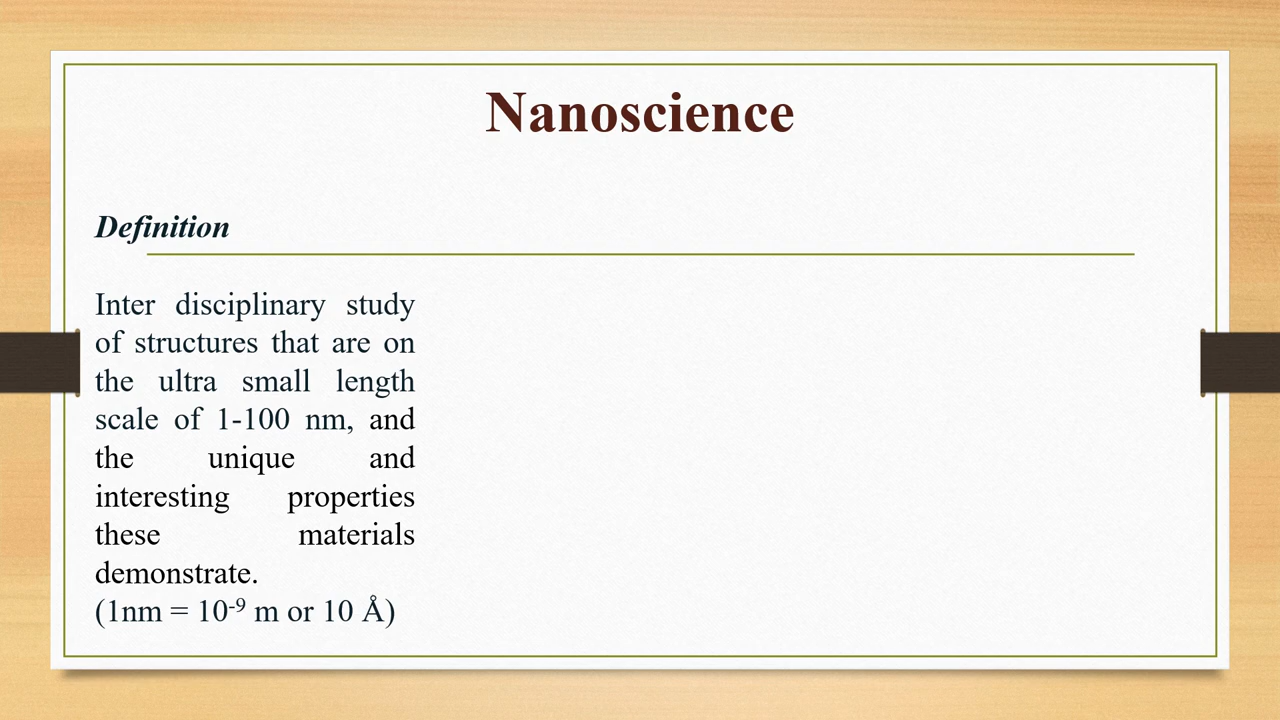 Nanoscience
Definition
Inter disciplinary study
of structures that are on
the ultra small length
scale of 1-100 nm, and
the unique and
interesting properties
these materials
demonstrate.
(1nm = 10⁻⁹ m or 10 Å)